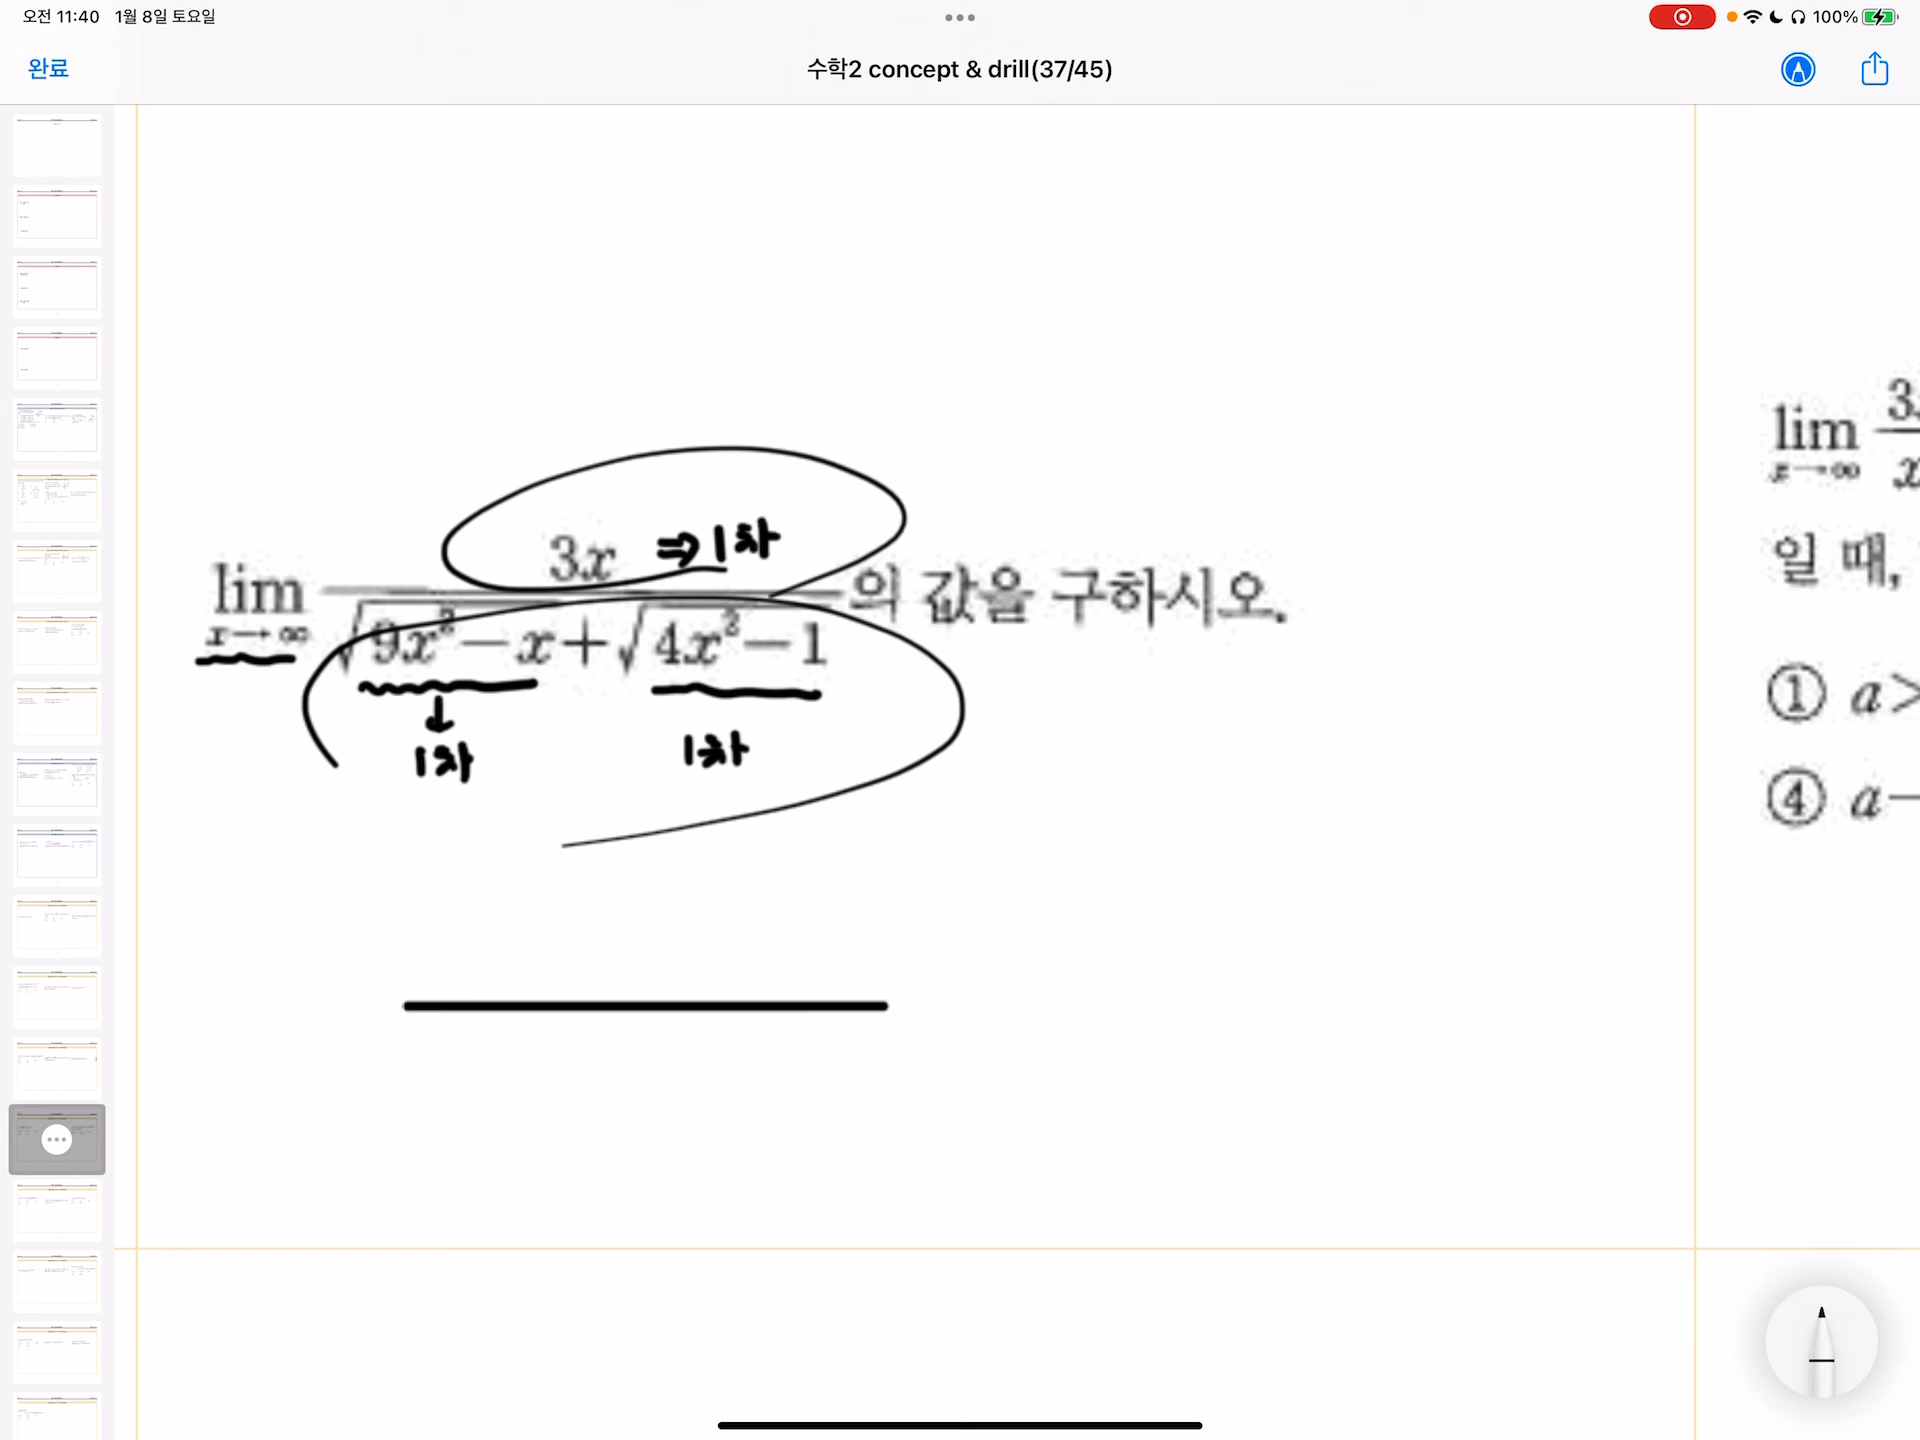 오전 11:40 1월 8일 토요일
100%
완료
수학2 concept & drill(37/45)
3x ⇒ 1차
lim ―――――― 의 값을 구하시오.
x→∞ √9x²−x+√4x²−1
↓
1차 1차
lim 3
x→∞ x
일 때,
① a>
④ a−